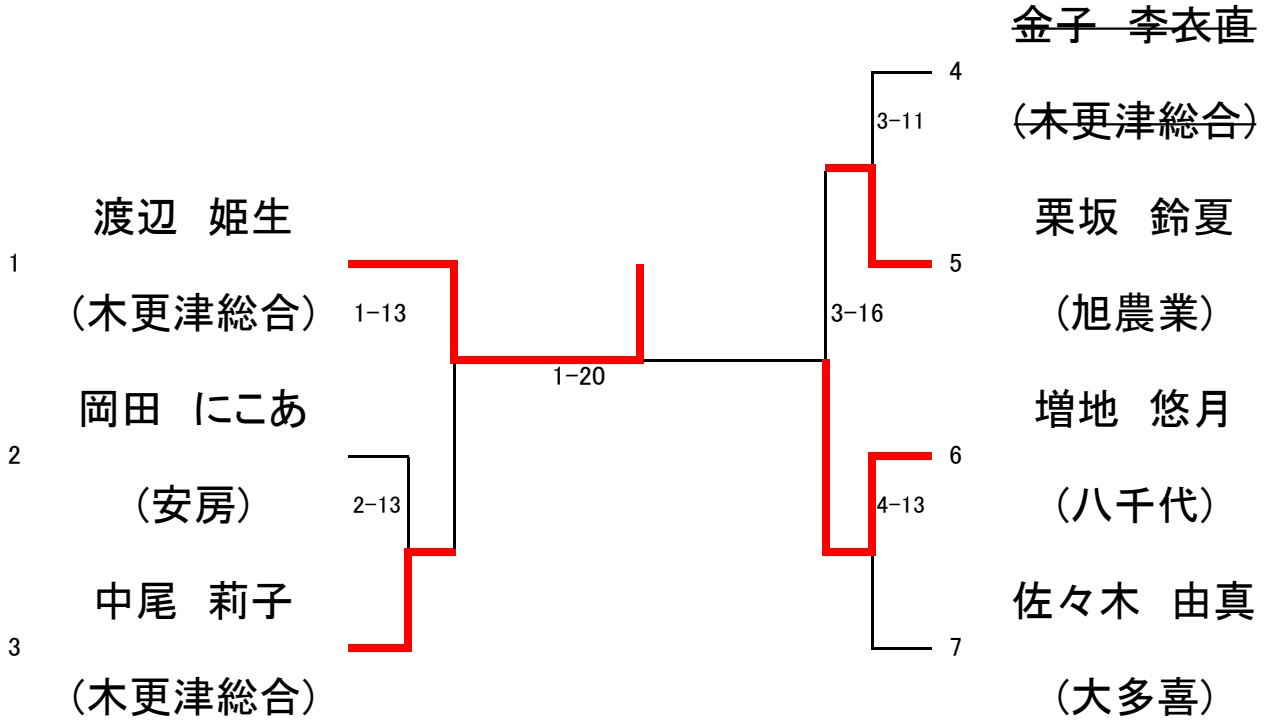 渡辺　姫生
1
(木更津総合)
1-13
岡田　にこあ
2
(安房)
2-13
中尾　莉子
3
(木更津総合)
1-20
金子　李衣直
4
(木更津総合)
3-11
栗坂　鈴夏
5
(旭農業)
3-16
増地　悠月
6
(八千代)
4-13
佐々木　由真
7
(大多喜)